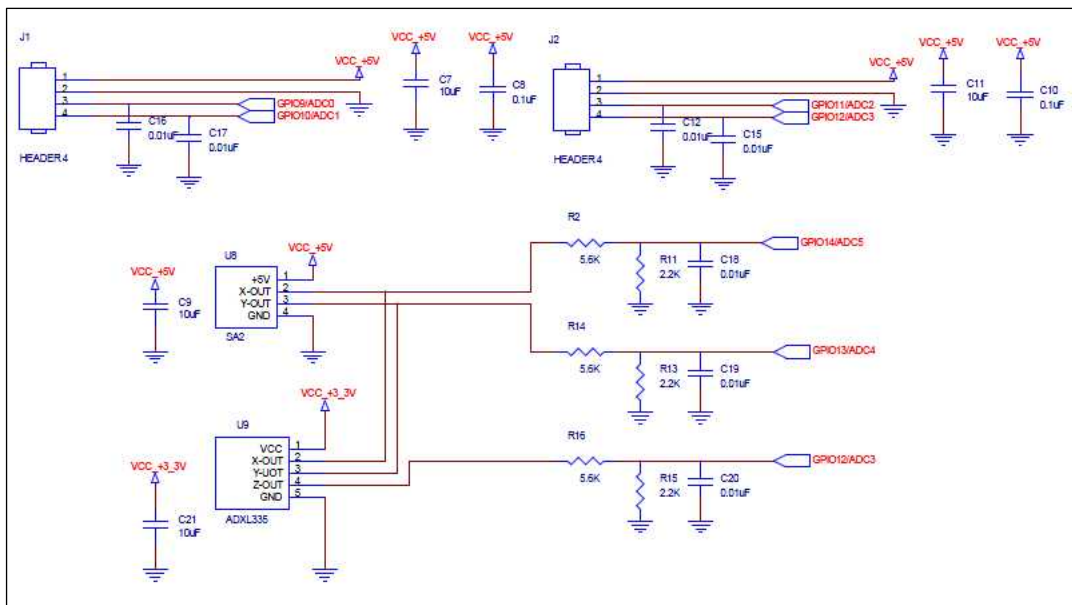 J1
1
2
3
4
HEADER 4
VCC_+5V
GPIO9/ADC0
GPIO10/ADC1
C16
0.01uF
C17
0.01uF
VCC_+5V
C7
10uF
VCC_+5V
C8
0.1uF
J2
1
2
3
4
HEADER 4
VCC_+5V
GPIO11/ADC2
GPIO12/ADC3
C12
0.01uF
C15
0.01uF
VCC_+5V
C11
10uF
VCC_+5V
C10
0.1uF
VCC_+5V
C9
10uF
U8
+5V
X-OUT
Y-OUT
GND
1
2
3
4
SA2
VCC_+5V
R2
5.6K
R11
2.2K
C18
0.01uF
GPIO14/ADC5
R14
5.6K
R13
2.2K
C19
0.01uF
GPIO13/ADC4
VCC_+3_3V
C21
10uF
U9
VCC
X-OUT
Y-UOT
Z-OUT
GND
1
2
3
4
5
ADXL335
VCC_+3_3V
R16
5.6K
R15
2.2K
C20
0.01uF
GPIO12/ADC3